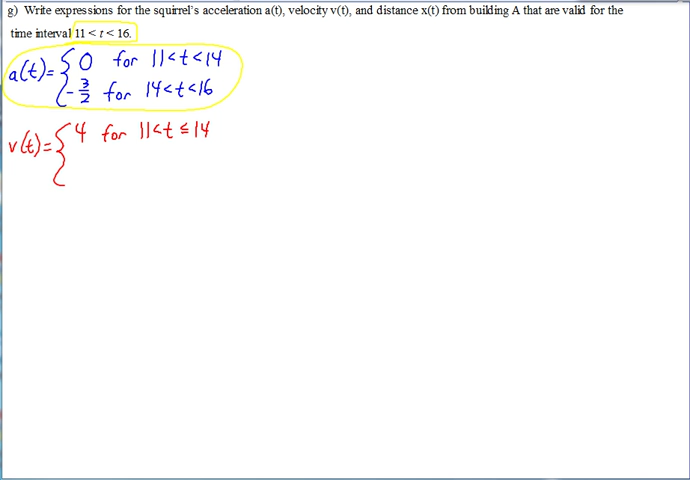 g) Write expressions for the squirrel's acceleration a(t), velocity v(t), and distance x(t) from building A that are valid for the
time interval 11 < t < 16.
a(t)= { 0 for 11<t<14
-3/2 for 14<t<16
v(t)= { 4 for 11<t≤14